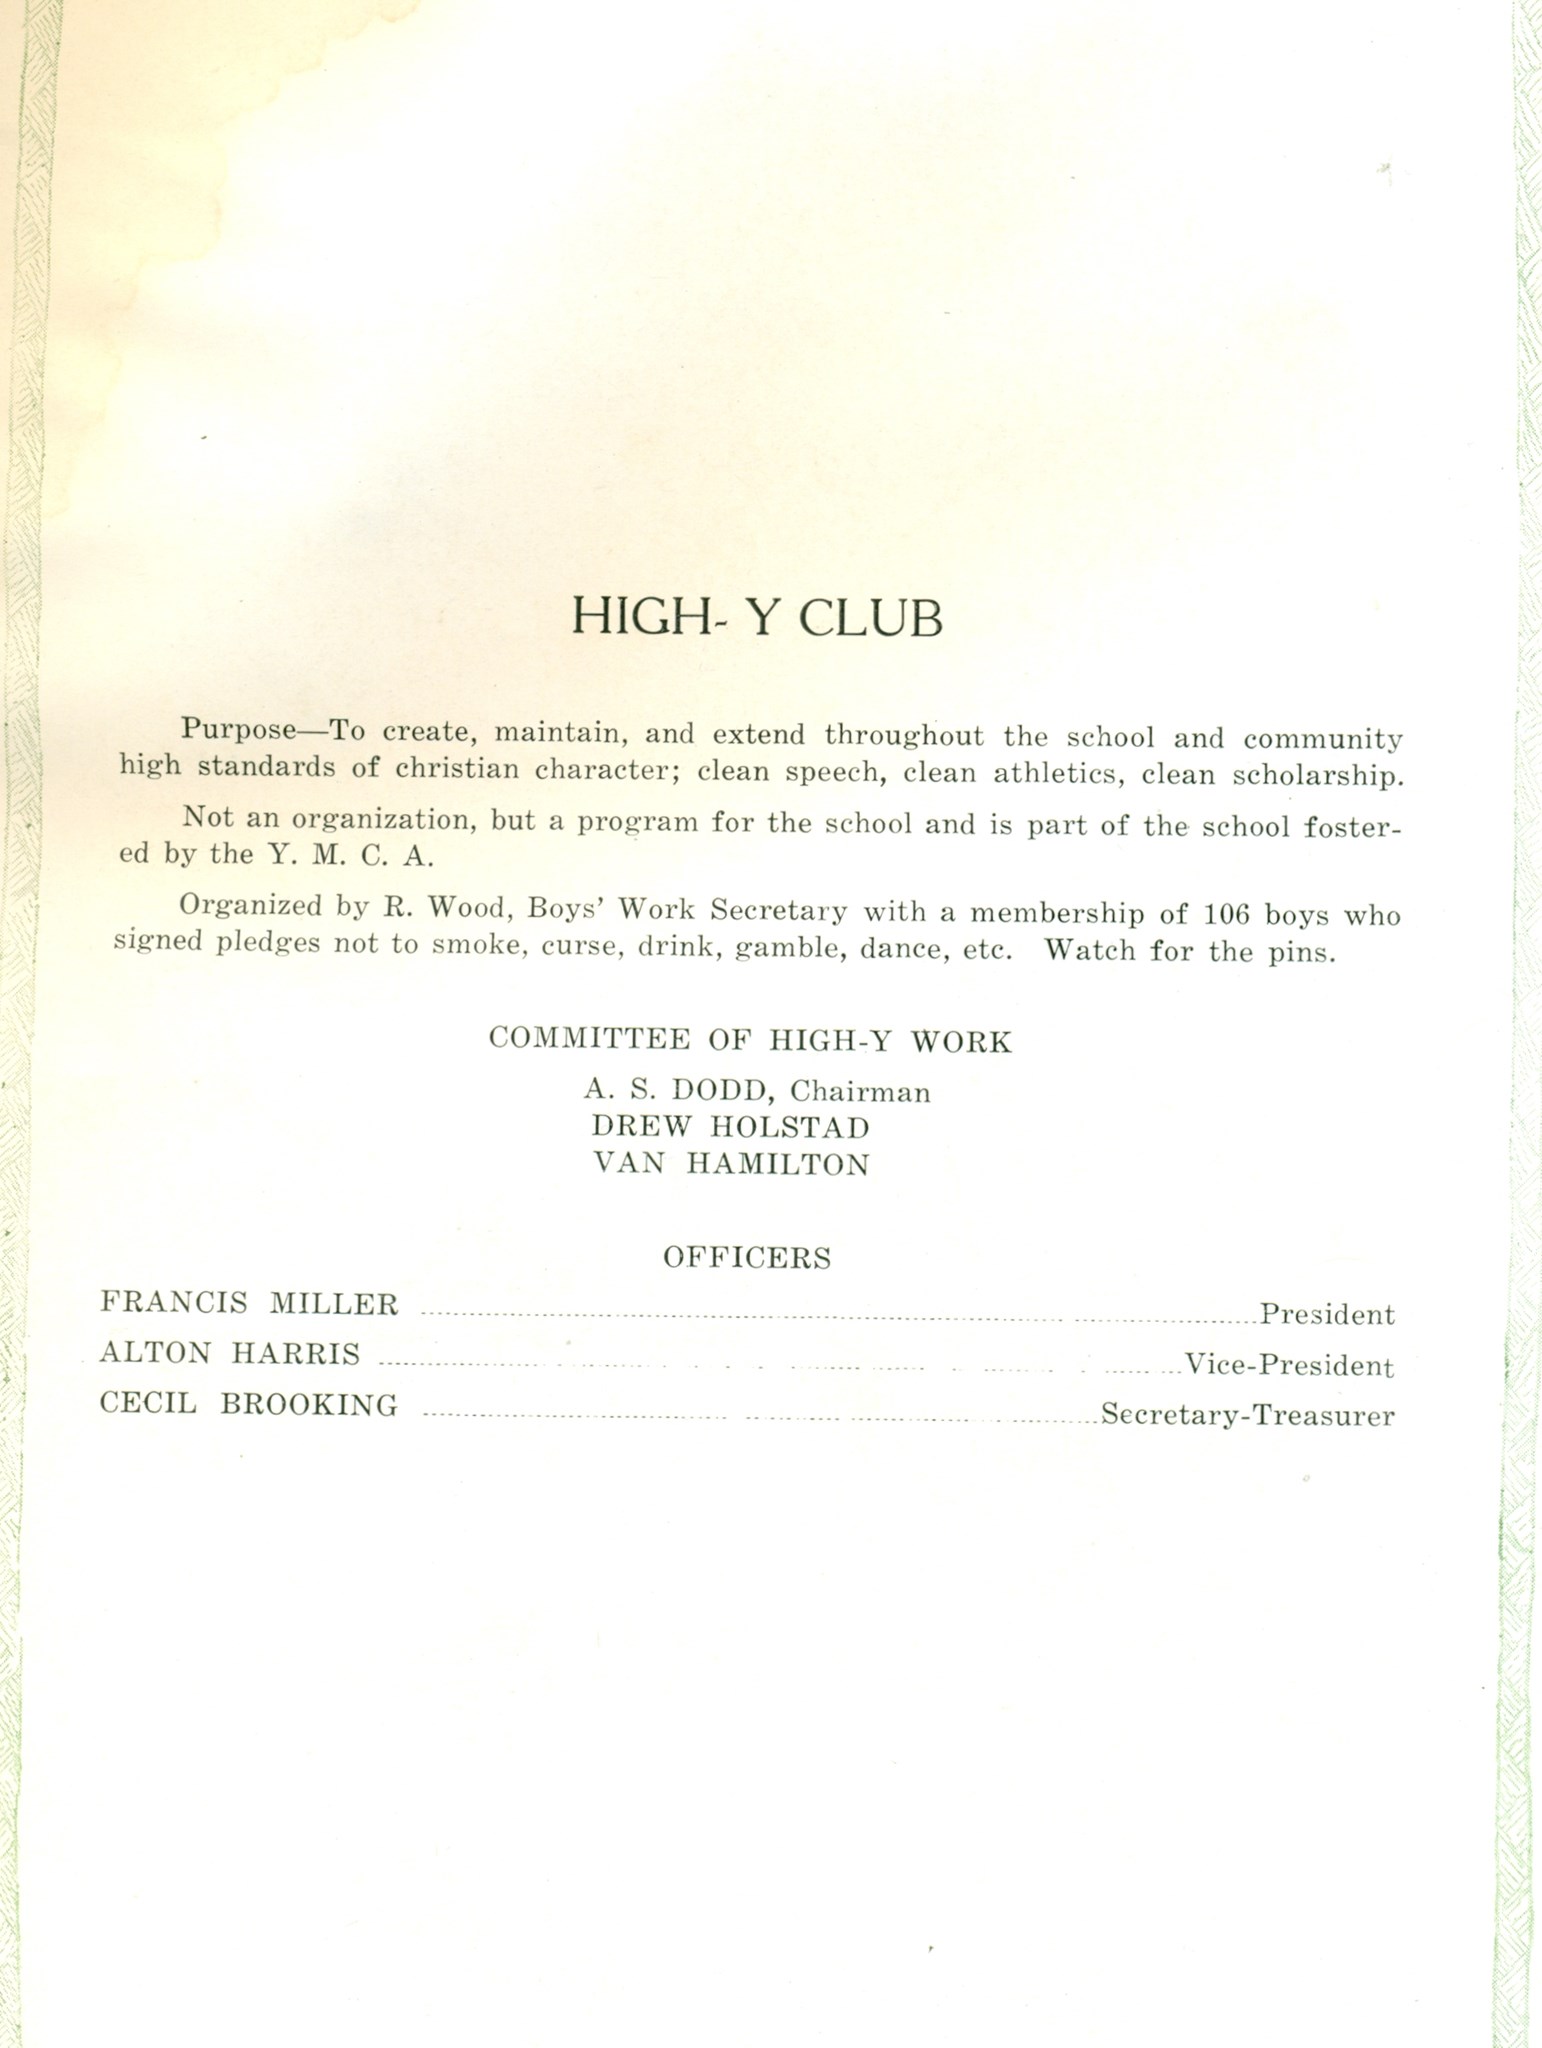 HIGH- Y CLUB
Purpose—To create, maintain, and extend throughout the school and community
high standards of christian character; clean speech, clean athletics, clean scholarship.
Not an organization, but a program for the school and is part of the school foster-
ed by the Y. M. C. A.
Organized by R. Wood, Boys' Work Secretary with a membership of 106 boys who
signed pledges not to smoke, curse, drink, gamble, dance, etc. Watch for the pins.
COMMITTEE OF HIGH-Y WORK
A. S. DODD, Chairman
DREW HOLSTAD
VAN HAMILTON
OFFICERS
FRANCIS MILLER ........ President
ALTON HARRIS ........ Vice-President
CECIL BROOKING ........ Secretary-Treasurer